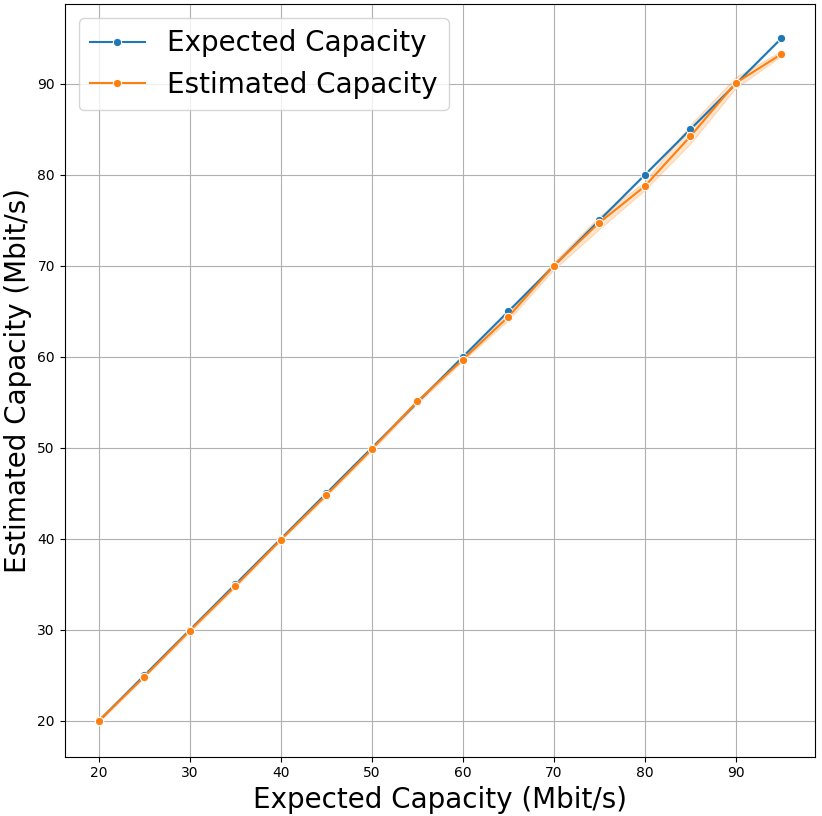 Expected Capacity
Estimated Capacity
90
80
70
60
50
40
30
20
Estimated Capacity (Mbit/s)
20 30 40 50 60 70 80 90
Expected Capacity (Mbit/s)